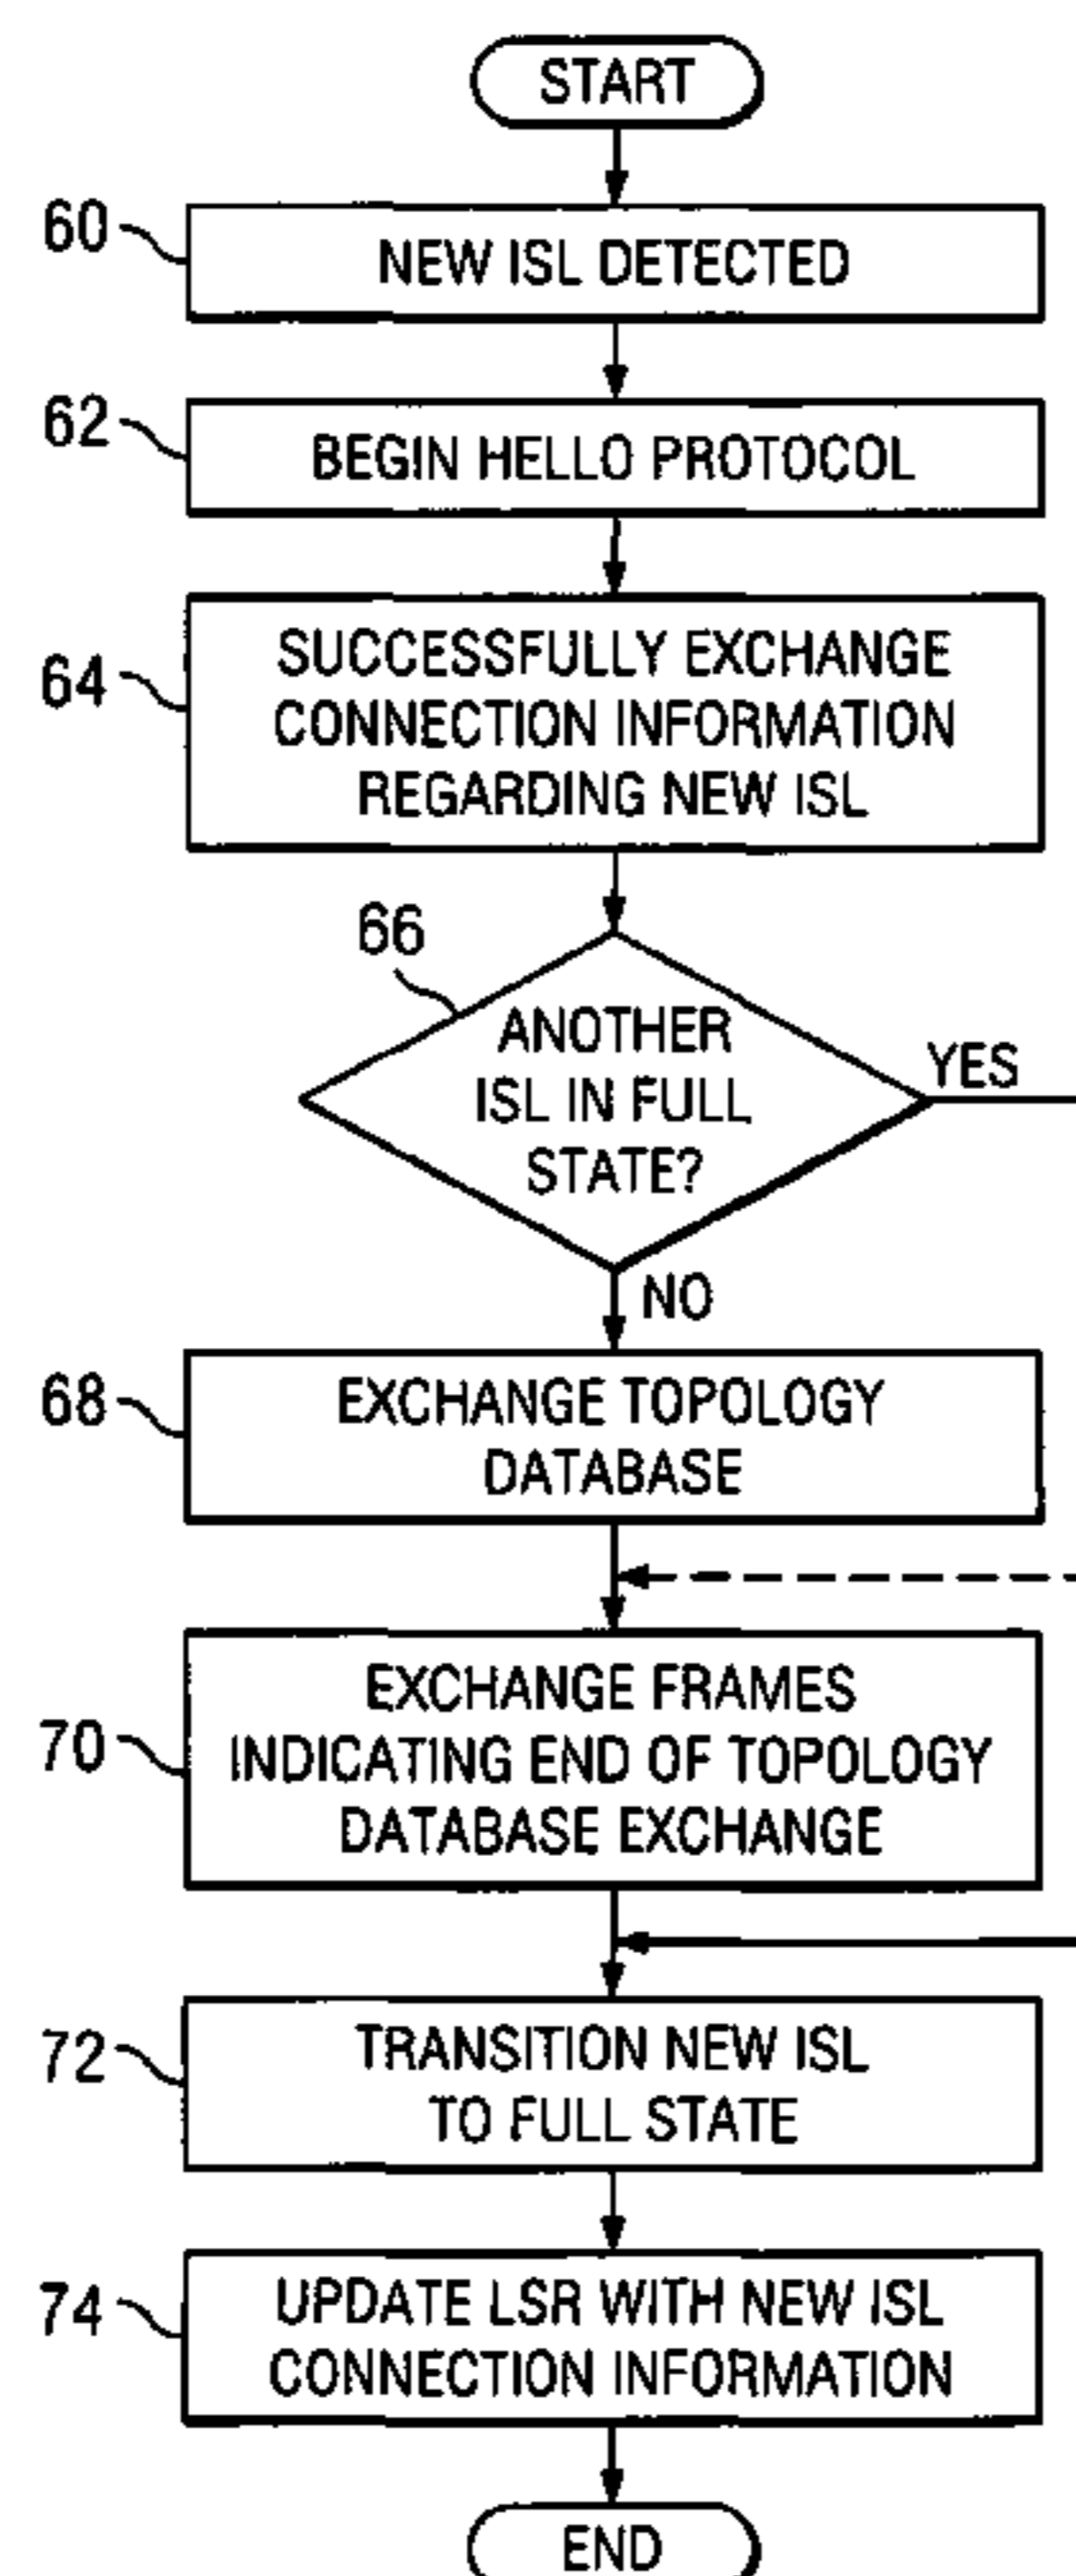 START
60
NEW ISL DETECTED
62
BEGIN HELLO PROTOCOL
64
SUCCESSFULLY EXCHANGE
CONNECTION INFORMATION
REGARDING NEW ISL
66
ANOTHER
ISL IN FULL
STATE?
YES
NO
68
EXCHANGE TOPOLOGY
DATABASE
70
EXCHANGE FRAMES
INDICATING END OF TOPOLOGY
DATABASE EXCHANGE
72
TRANSITION NEW ISL
TO FULL STATE
74
UPDATE LSR WITH NEW ISL
CONNECTION INFORMATION
END